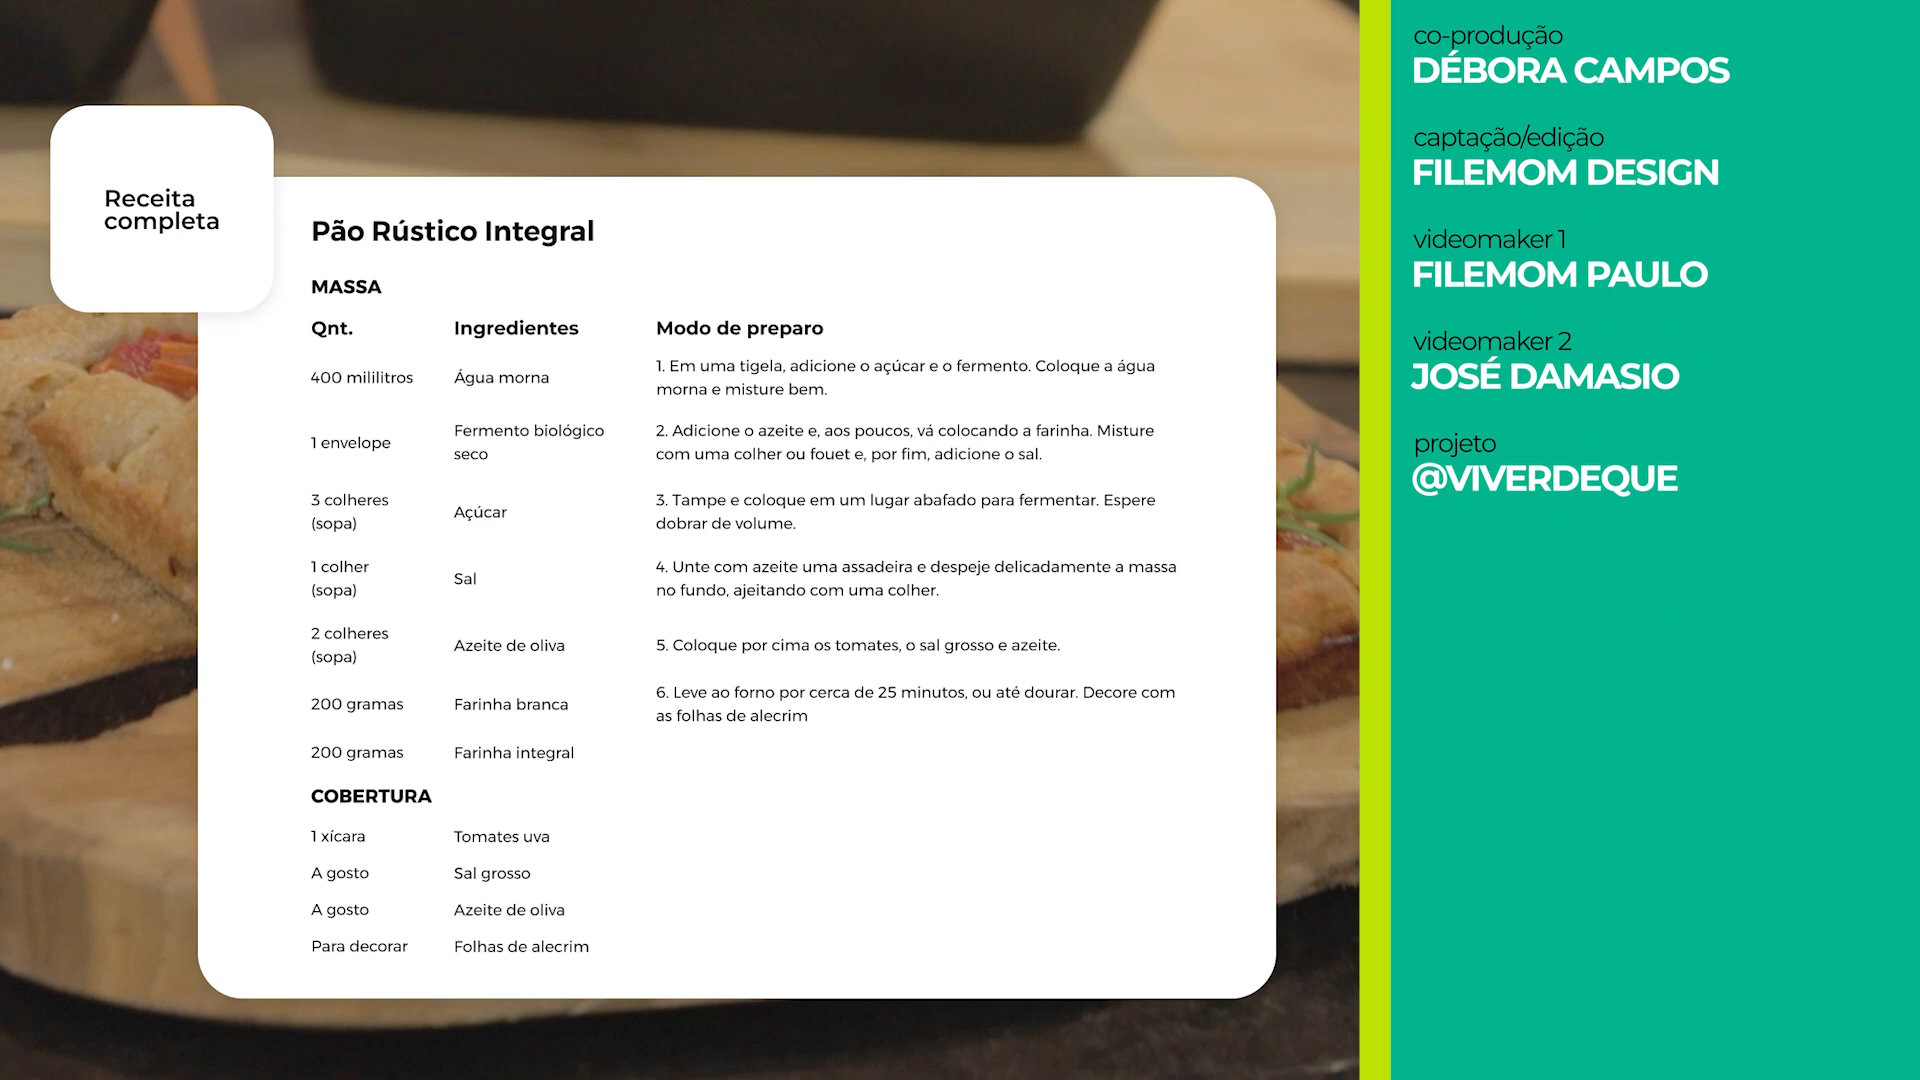 Receita
completa
Pão Rústico Integral
MASSA
Qnt.
Ingredientes
Modo de preparo
400 mililitros
Água morna
1 envelope
Fermento biológico
seco
3 colheres
(sopa)
Açúcar
1 colher
(sopa)
Sal
2 colheres
(sopa)
Azeite de oliva
200 gramas
Farinha branca
200 gramas
Farinha integral
1. Em uma tigela, adicione o açúcar e o fermento. Coloque a água
morna e misture bem.
2. Adicione o azeite e, aos poucos, vá colocando a farinha. Misture
com uma colher ou fouet e, por fim, adicione o sal.
3. Tampe e coloque em um lugar abafado para fermentar. Espere
dobrar de volume.
4. Unte com azeite uma assadeira e despeje delicadamente a massa
no fundo, ajeitando com uma colher.
5. Coloque por cima os tomates, o sal grosso e azeite.
6. Leve ao forno por cerca de 25 minutos, ou até dourar. Decore com
as folhas de alecrim
COBERTURA
1 xícara
Tomates uva
A gosto
Sal grosso
A gosto
Azeite de oliva
Para decorar
Folhas de alecrim
co-produção
DÉBORA CAMPOS
captação/edição
FILEMOM DESIGN
videomaker 1
FILEMOM PAULO
videomaker 2
JOSÉ DAMASIO
projeto
@VIVERDEQUE